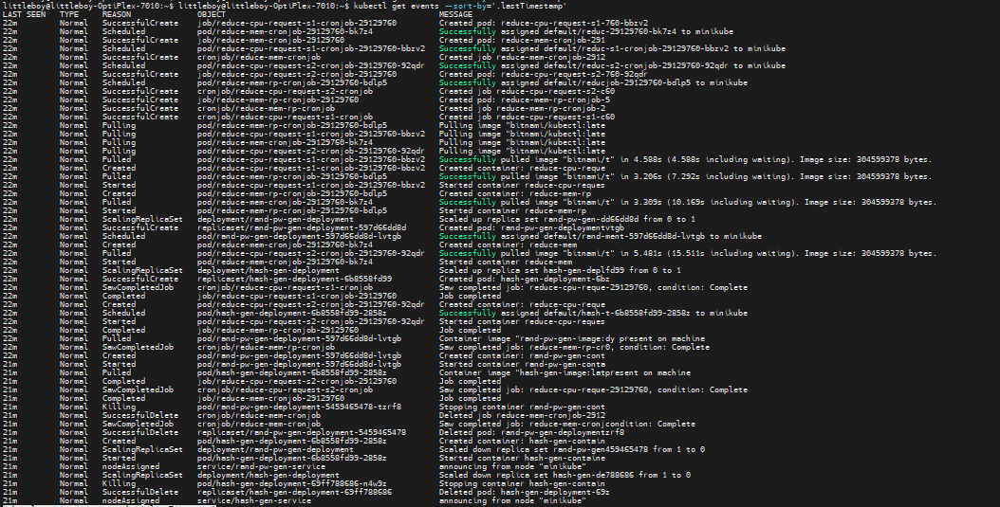 littleboy@littleboy-OptiPlex-7010:~$ littleboy@littleboy-OptiPlex-7010:~$ kubectl get events --sort-by='.lastTimestamp'
LAST SEEN TYPE REASON OBJECT MESSAGE
22m Normal SuccessfulCreate job/reduce-cpu-request-s1-cronjob-29129760 Created pod: reduce-cpu-request-s1-760-bbzv2
22m Normal Scheduled pod/reduce-mem-cronjob-29129760-bk7z4 Successfully assigned default/reduc-29129760-bk7z4 to minikube
22m Normal SuccessfulCreate job/reduce-mem-cronjob-29129760 Created pod: reduce-mem-cronjob-291
22m Normal Scheduled pod/reduce-cpu-request-s1-cronjob-29129760-bbzv2 Successfully assigned default/reduc-s1-cronjob-29129760-bbzv2 to minikube
22m Normal SuccessfulCreate cronjob/reduce-mem-cronjob Created job reduce-mem-cronjob-2912
22m Normal Scheduled pod/reduce-cpu-request-s2-cronjob-29129760-92qdr Successfully assigned default/reduc-s2-cronjob-29129760-92qdr to minikube
22m Normal SuccessfulCreate job/reduce-cpu-request-s2-cronjob-29129760 Created pod: reduce-cpu-request-s2-760-92qdr
22m Normal Scheduled pod/reduce-mem-rp-cronjob-29129760-bdlp5 Successfully assigned default/reducjob-29129760-bdlp5 to minikube
22m Normal SuccessfulCreate cronjob/reduce-cpu-request-s2-cronjob Created job reduce-cpu-request-s2-c60
22m Normal SuccessfulCreate job/reduce-mem-rp-cronjob-29129760 Created pod: reduce-mem-rp-cronjob-5
22m Normal SuccessfulCreate cronjob/reduce-mem-rp-cronjob Created job reduce-mem-rp-cronjob-2
22m Normal SuccessfulCreate cronjob/reduce-cpu-request-s1-cronjob Created job reduce-cpu-request-s1-c60
22m Normal Pulling pod/reduce-mem-rp-cronjob-29129760-bdlp5 Pulling image "bitnami/kubectl:late
22m Normal Pulling pod/reduce-cpu-request-s1-cronjob-29129760-bbzv2 Pulling image "bitnami/kubectl:late
22m Normal Pulling pod/reduce-mem-cronjob-29129760-bk7z4 Pulling image "bitnami/kubectl:late
22m Normal Pulling pod/reduce-cpu-request-s2-cronjob-29129760-92qdr Pulling image "bitnami/kubectl:late
22m Normal Pulled pod/reduce-cpu-request-s1-cronjob-29129760-bbzv2 Successfully pulled image "bitnami/t" in 4.588s (4.588s including waiting). Image size: 304599378 bytes.
22m Normal Created pod/reduce-cpu-request-s1-cronjob-29129760-bbzv2 Created container: reduce-cpu-reque
22m Normal Pulled pod/reduce-mem-rp-cronjob-29129760-bdlp5 Successfully pulled image "bitnami/t" in 3.206s (7.292s including waiting). Image size: 304599378 bytes.
22m Normal Started pod/reduce-cpu-request-s1-cronjob-29129760-bbzv2 Started container reduce-cpu-reques
22m Normal Created pod/reduce-mem-rp-cronjob-29129760-bdlp5 Created container: reduce-mem-rp
22m Normal Pulled pod/reduce-mem-cronjob-29129760-bk7z4 Successfully pulled image "bitnami/t" in 3.309s (10.169s including waiting). Image size: 304599378 bytes.
22m Normal Started pod/reduce-mem-rp-cronjob-29129760-bdlp5 Started container reduce-mem-rp
22m Normal ScalingReplicaSet deployment/rand-pw-gen-deployment Scaled up replica set rand-pw-gen-dd66dd8d from 0 to 1
22m Normal SuccessfulCreate replicaset/rand-pw-gen-deployment-597d66dd8d Created pod: rand-pw-gen-deploymentvtgb
22m Normal Scheduled pod/rand-pw-gen-deployment-597d66dd8d-lvtgb Successfully assigned default/rand-ment-597d66dd8d-lvtgb to minikube
22m Normal Created pod/reduce-mem-cronjob-29129760-bk7z4 Created container: reduce-mem
22m Normal Pulled pod/reduce-cpu-request-s2-cronjob-29129760-92qdr Successfully pulled image "bitnami/t" in 5.481s (15.511s including waiting). Image size: 304599378 bytes.
22m Normal Started pod/reduce-mem-cronjob-29129760-bk7z4 Started container reduce-mem
22m Normal ScalingReplicaSet deployment/hash-gen-deployment Scaled up replica set hash-gen-deplfd99 from 0 to 1
22m Normal SuccessfulCreate replicaset/hash-gen-deployment-6b8558fd99 Created pod: hash-gen-deployment-6bz
22m Normal SawCompletedJob cronjob/reduce-cpu-request-s1-cronjob Saw completed job: reduce-cpu-reque-29129760, condition: Complete
22m Normal Completed job/reduce-cpu-request-s1-cronjob-29129760 Job completed
22m Normal Created pod/reduce-cpu-request-s2-cronjob-29129760-92qdr Created container: reduce-cpu-reque
22m Normal Scheduled pod/hash-gen-deployment-6b8558fd99-2858z Successfully assigned default/hash-t-6b8558fd99-2858z to minikube
22m Normal Started pod/reduce-cpu-request-s2-cronjob-29129760-92qdr Started container reduce-cpu-reques
22m Normal Completed job/reduce-mem-rp-cronjob-29129760 Job completed
22m Normal Pulled pod/rand-pw-gen-deployment-597d66dd8d-lvtgb Container image "rand-pw-gen-image:dy present on machine
22m Normal SawCompletedJob cronjob/reduce-mem-rp-cronjob Saw completed job: reduce-mem-rp-cr0, condition: Complete
22m Normal Created pod/rand-pw-gen-deployment-597d66dd8d-lvtgb Created container: rand-pw-gen-cont
21m Normal Started pod/rand-pw-gen-deployment-597d66dd8d-lvtgb Started container rand-pw-gen-conta
21m Normal Pulled pod/hash-gen-deployment-6b8558fd99-2858z Container image "hash-gen-image:latpresent on machine
21m Normal Completed job/reduce-cpu-request-s2-cronjob-29129760 Job completed
21m Normal SawCompletedJob cronjob/reduce-cpu-request-s2-cronjob Saw completed job: reduce-cpu-reque-29129760, condition: Complete
21m Normal Completed job/reduce-mem-cronjob-29129760 Job completed
21m Normal Killing pod/rand-pw-gen-deployment-5459465478-tzrf8 Stopping container rand-pw-gen-cont
21m Normal SuccessfulDelete cronjob/reduce-mem-cronjob Deleted job reduce-mem-cronjob-2912
21m Normal SawCompletedJob cronjob/reduce-mem-cronjob Saw completed job: reduce-mem-cronjcondition: Complete
21m Normal SuccessfulDelete replicaset/rand-pw-gen-deployment-5459465478 Deleted pod: rand-pw-gen-deploymentzrf8
21m Normal Created pod/hash-gen-deployment-6b8558fd99-2858z Created container: hash-gen-contain
21m Normal ScalingReplicaSet deployment/rand-pw-gen-deployment Scaled down replica set rand-pw-gen459465478 from 1 to 0
21m Normal Started pod/hash-gen-deployment-6b8558fd99-2858z Started container hash-gen-containe
21m Normal nodeAssigned service/rand-pw-gen-service announcing from node "minikube"
21m Normal ScalingReplicaSet deployment/hash-gen-deployment Scaled down replica set hash-gen-de788686 from 1 to 0
21m Normal Killing pod/hash-gen-deployment-69ff788686-n4w9z Stopping container hash-gen-contain
21m Normal SuccessfulDelete replicaset/hash-gen-deployment-69ff788686 Deleted pod: hash-gen-deployment-69z
21m Normal nodeAssigned service/hash-gen-service announcing from node "minikube"